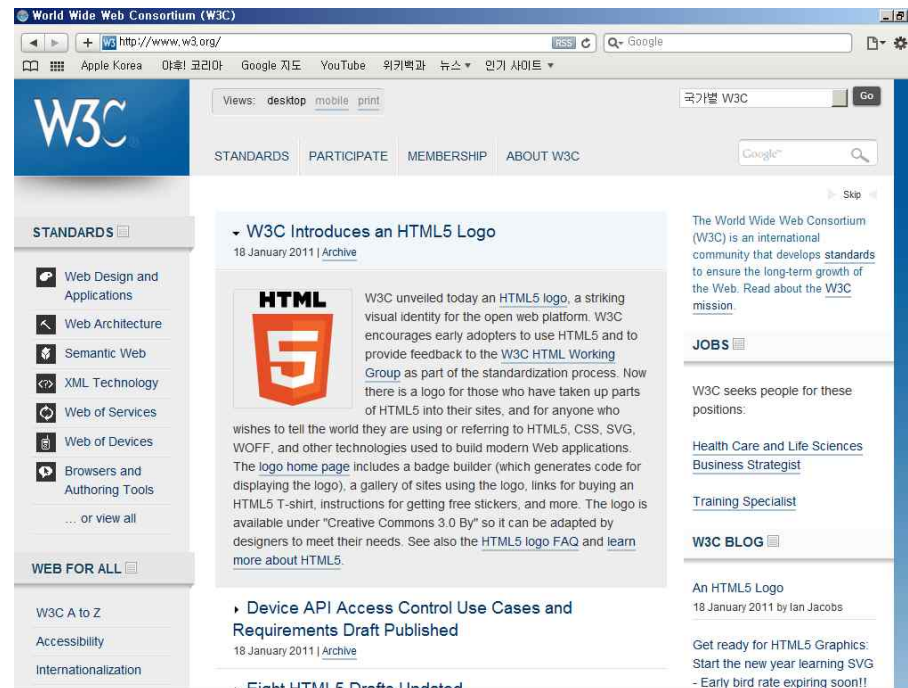 World Wide Web Consortium (W3C)
http://www.w3.org/
RSS
Google
Apple Korea 야후! 코리아 Google 지도 YouTube 위키백과 뉴스 인기 사이트
W3C
Views: desktop mobile print
국가별 W3C
Go
STANDARDS PARTICIPATE MEMBERSHIP ABOUT W3C
Google™
Skip
STANDARDS
Web Design and
Applications
Web Architecture
Semantic Web
XML Technology
Web of Services
Web of Devices
Browsers and
Authoring Tools
… or view all
WEB FOR ALL
W3C A to Z
Accessibility
Internationalization
W3C Introduces an HTML5 Logo
18 January 2011 | Archive
HTML
5
W3C unveiled today an HTML5 logo, a striking
visual identity for the open web platform. W3C
encourages early adopters to use HTML5 and to
provide feedback to the W3C HTML Working
Group as part of the standardization process. Now
there is a logo for those who have taken up parts
of HTML5 into their sites, and for anyone who
wishes to tell the world they are using or referring to HTML5, CSS, SVG,
WOFF, and other technologies used to build modern Web applications.
The logo home page includes a badge builder (which generates code for
displaying the logo), a gallery of sites using the logo, links for buying an
HTML5 T-shirt, instructions for getting free stickers, and more. The logo is
available under "Creative Commons 3.0 By" so it can be adapted by
designers to meet their needs. See also the HTML5 logo FAQ and learn
more about HTML5.
Device API Access Control Use Cases and
Requirements Draft Published
18 January 2011 | Archive
Eight HTML5 Drafts Updated
The World Wide Web Consortium
(W3C) is an international
community that develops standards
to ensure the long-term growth of
the Web. Read about the W3C
mission.
JOBS
W3C seeks people for these
positions:
Health Care and Life Sciences
Business Strategist
Training Specialist
W3C BLOG
An HTML5 Logo
18 January 2011 by Ian Jacobs
Get ready for HTML5 Graphics:
Start the new year learning SVG
- Early bird rate expiring soon!!